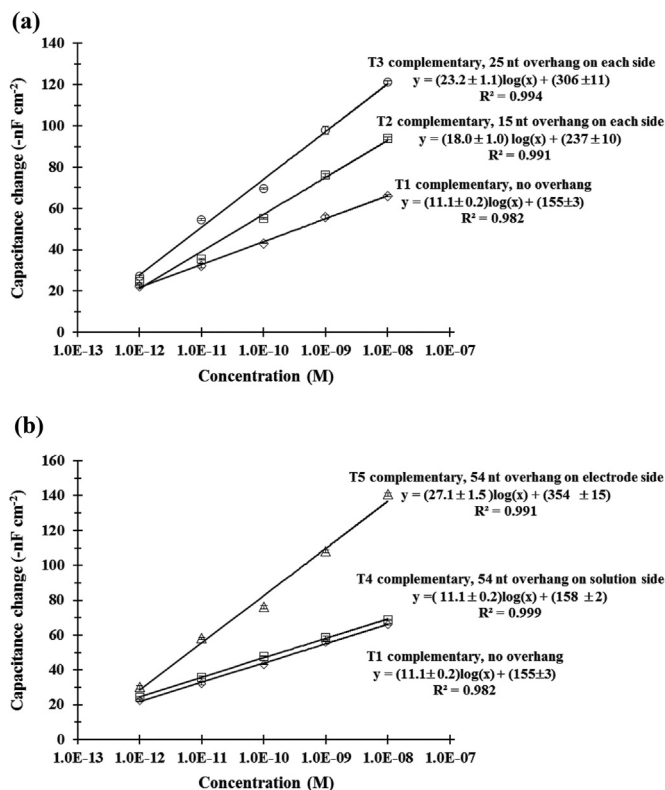 (a)
140
120
100
80
60
40
20
0
Capacitance change (-nF cm⁻²)
T3 complementary, 25 nt overhang on each side
y = (23.2 ± 1.1)log(x) + (306 ±11)
R² = 0.994
T2 complementary, 15 nt overhang on each side
y = (18.0 ± 1.0) log(x) + (237 ± 10)
R² = 0.991
T1 complementary, no overhang
y = (11.1 ± 0.2)log(x) + (155±3)
R² = 0.982
1.0E-13 1.0E-12 1.0E-11 1.0E-10 1.0E-09 1.0E-08 1.0E-07
Concentration (M)
(b)
160
140
120
100
80
60
40
20
0
Capacitance change (-nF cm⁻²)
T5 complementary, 54 nt overhang on electrode side
y = (27.1 ± 1.5 )log(x) + (354 ± 15)
R² = 0.991
T4 complementary, 54 nt overhang on solution side
y =( 11.1 ± 0.2)log(x) + (158 ± 2)
R² = 0.999
T1 complementary, no overhang
y = (11.1 ± 0.2)log(x) + (155±3)
R² = 0.982
1.0E-13 1.0E-12 1.0E-11 1.0E-10 1.0E-09 1.0E-08 1.0E-07
Concentration (M)